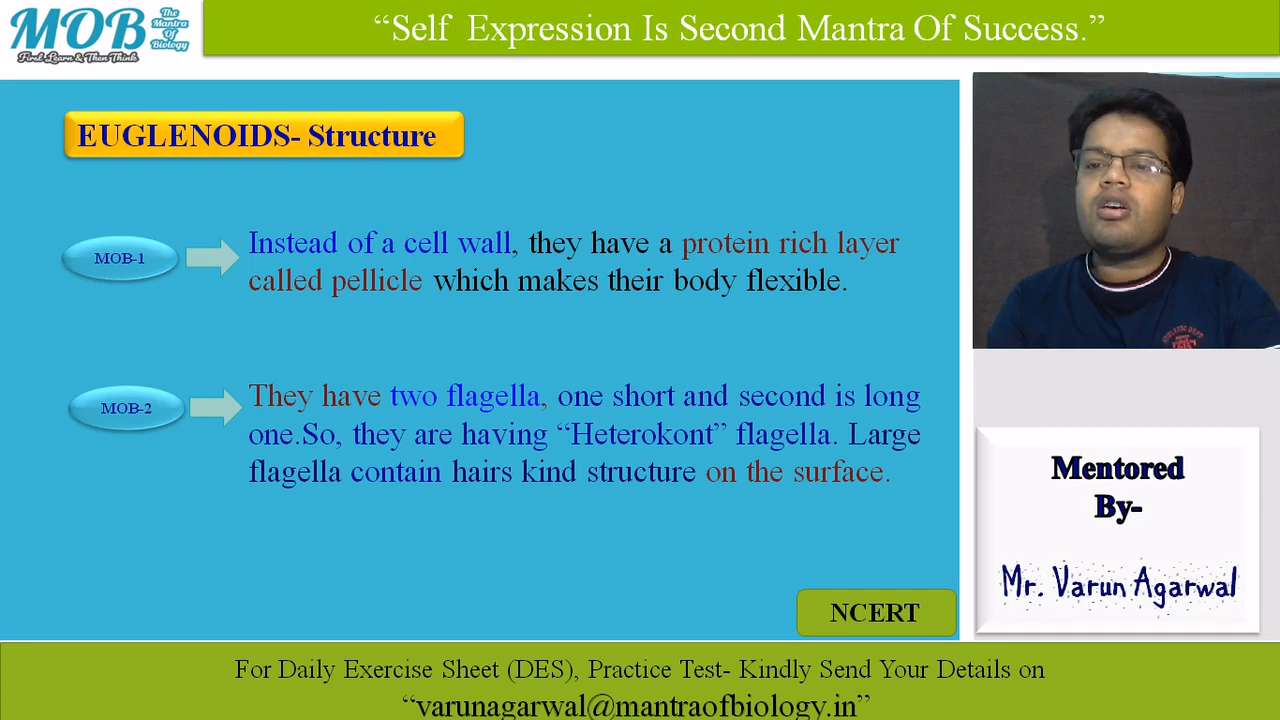 MOB
The
Mantra
Of
Biology
First Learn & Then Think
“Self Expression Is Second Mantra Of Success.”
EUGLENOIDS- Structure
MOB-1
Instead of a cell wall, they have a protein rich layer
called pellicle which makes their body flexible.
MOB-2
They have two flagella, one short and second is long
one.So, they are having “Heterokont” flagella. Large
flagella contain hairs kind structure on the surface.
NCERT
Mentored
By-
Mr. Varun Agarwal
For Daily Exercise Sheet (DES), Practice Test- Kindly Send Your Details on
“varunagarwal@mantraofbiology.in”